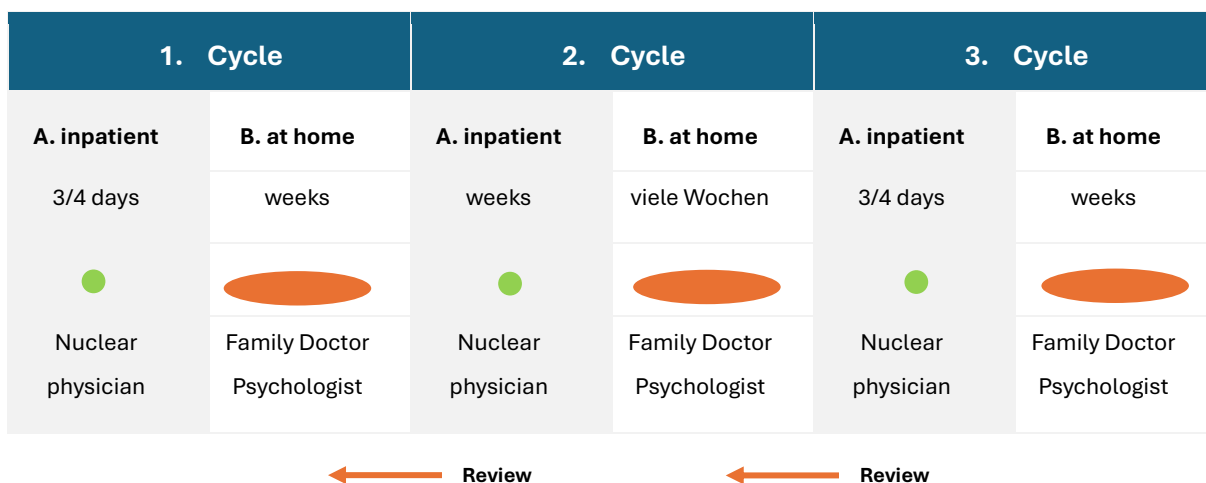 1. Cycle 2. Cycle 3. Cycle
A. inpatient B. at home A. inpatient B. at home A. inpatient B. at home
3/4 days weeks weeks viele Wochen 3/4 days weeks
Nuclear Family Doctor Nuclear Family Doctor Nuclear Family Doctor
physician Psychologist physician Psychologist physician Psychologist
Review Review